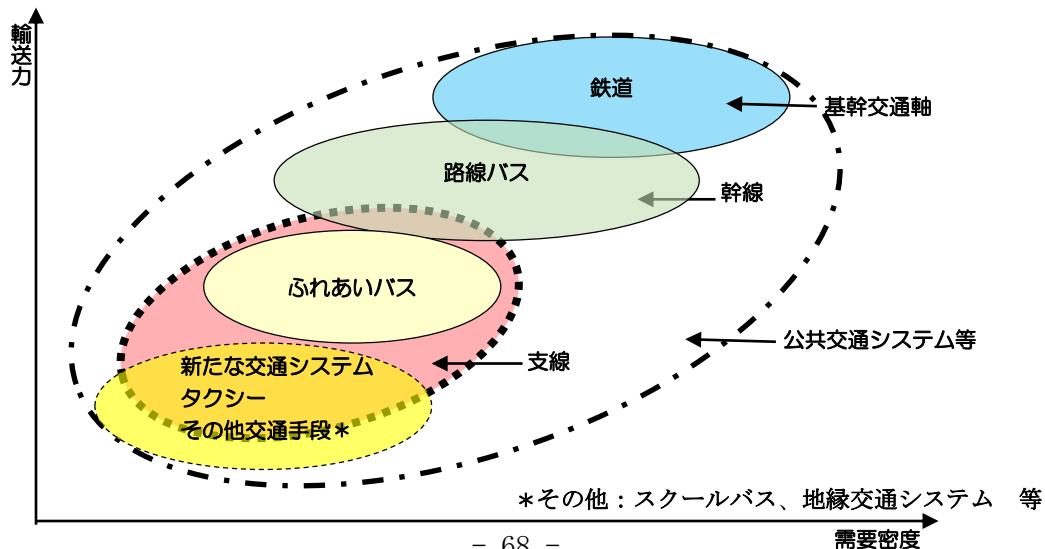 輸送力
鉄道
基幹交通軸
路線バス
幹線
ふれあいバス
公共交通システム等
支線
新たな交通システム
タクシー
その他交通手段＊
＊その他：スクールバス、地縁交通システム　等
需要密度
- 68 -